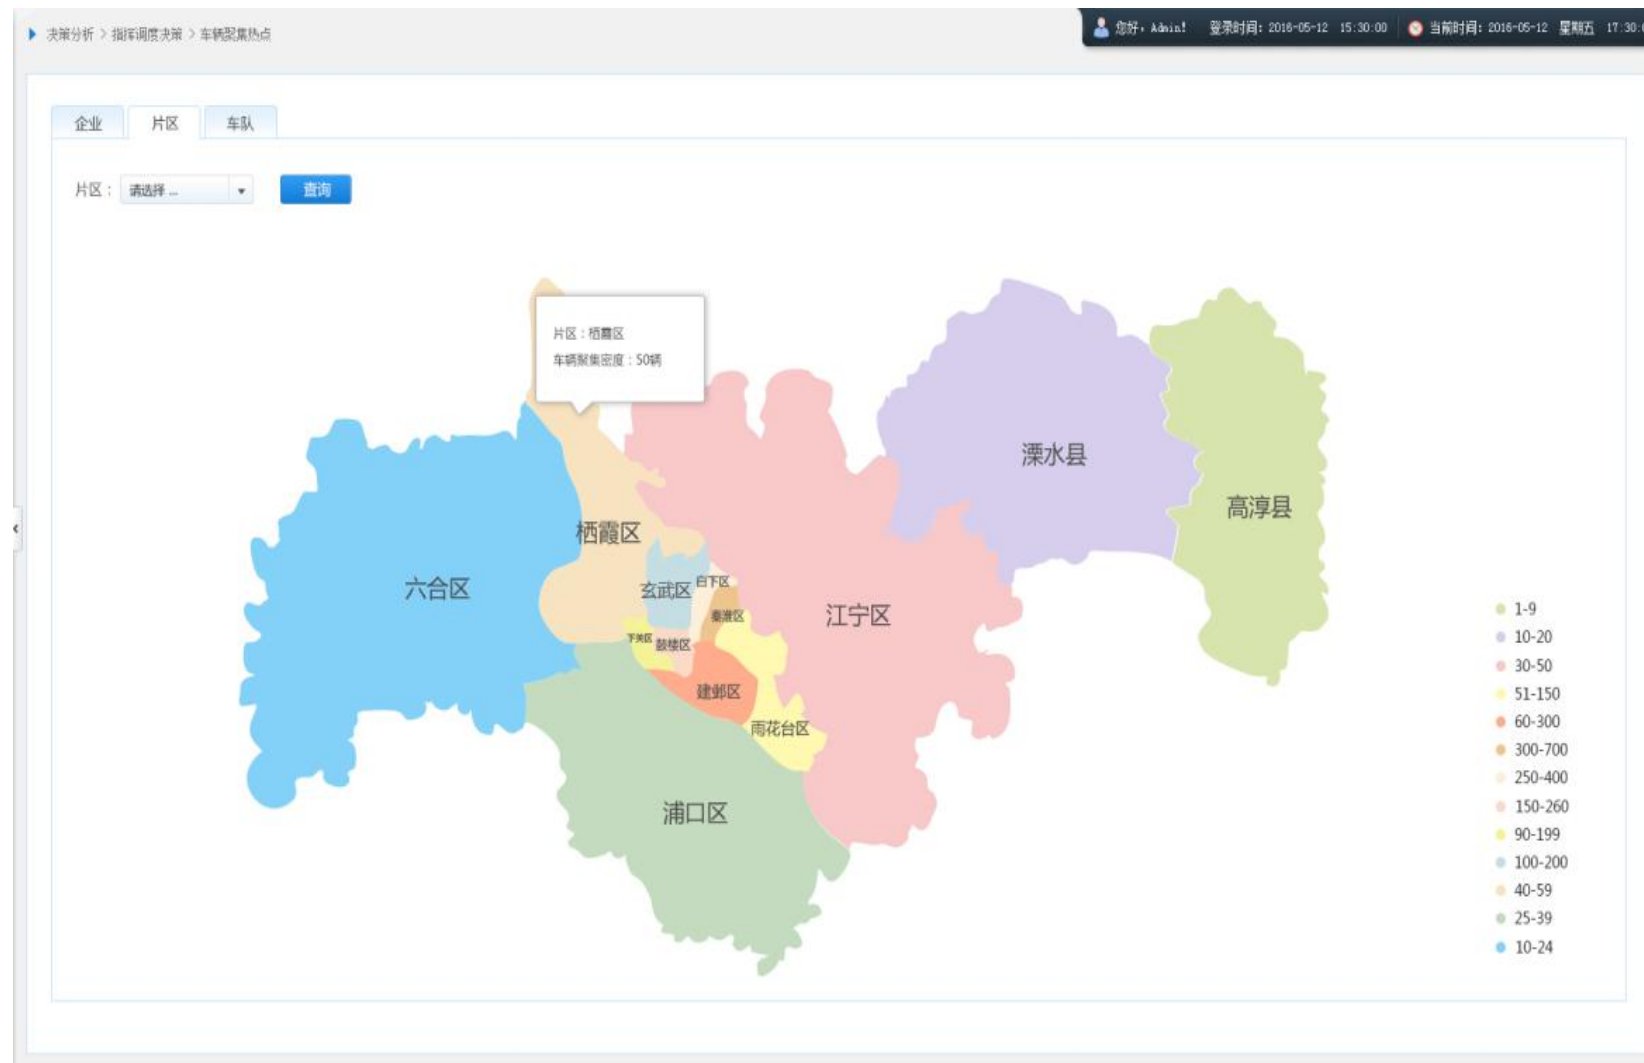 决策分析 > 指挥调度决策 > 车辆聚集热点
您好，Admin! 登录时间：2016-05-12 15:30:00 当前时间：2016-05-12 星期五 17:30:
企业 片区 车队
片区： 请选择 ... 查询
片区：栖霞区
车辆聚集密度：50辆
溧水县
高淳县
栖霞区
六合区
玄武区
白下区
秦淮区
江宁区
下关区
鼓楼区
建邺区
雨花台区
浦口区
1-9
10-20
30-50
51-150
60-300
300-700
250-400
150-260
90-199
100-200
40-59
25-39
10-24